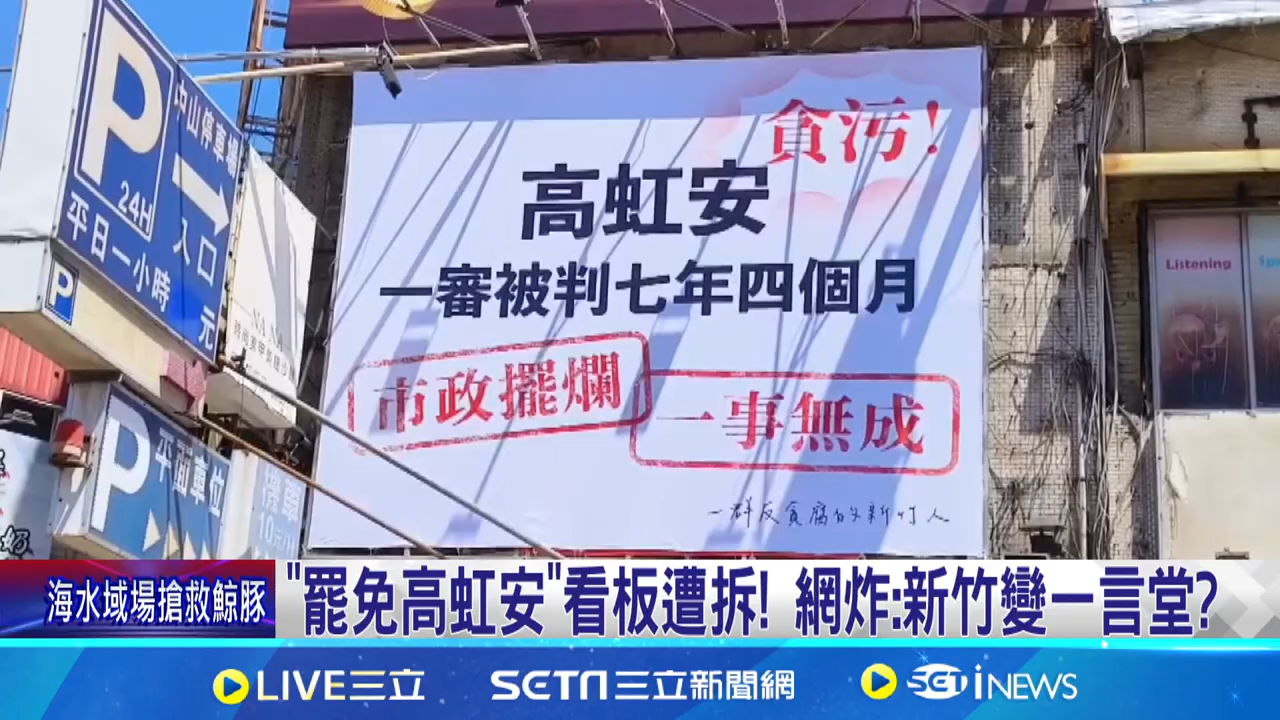 貪污!
高虹安
一審被判七年四個月
市政擺爛
一事無成
一群反貪腐的新竹人
P
24H
中山停車場
入口
平日一小時
元
P
NA NA
P
平面車位
機車
Listening
海水域場搶救鯨豚
"罷免高虹安"看板遭拆! 網炸:新竹變一言堂?
LIVE三立
SETN三立新聞網
SET iNEWS